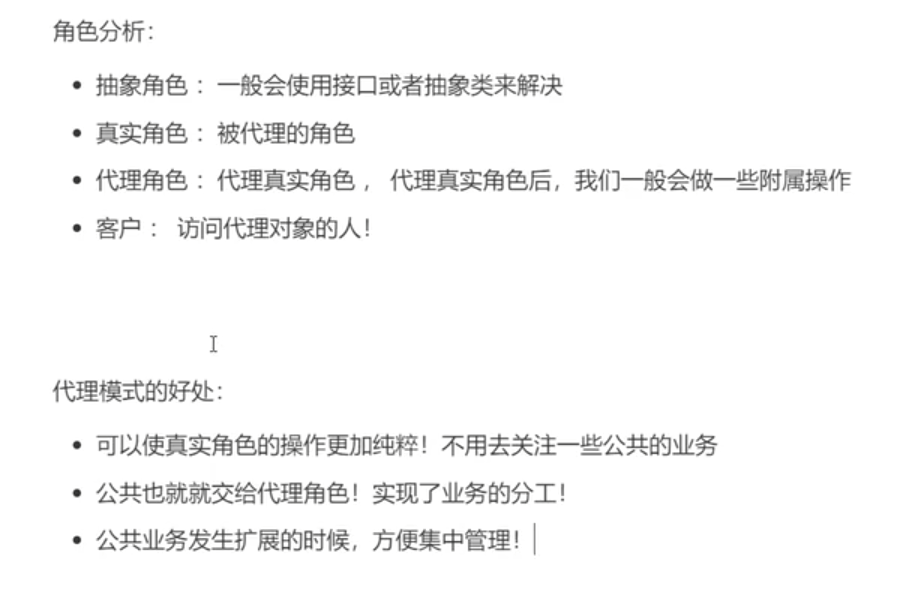 角色分析：
抽象角色 ： 一般会使用接口或者抽象类来解决
真实角色 ： 被代理的角色
代理角色 ： 代理真实角色 ， 代理真实角色后，我们一般会做一些附属操作
客户 ： 访问代理对象的人！
代理模式的好处：
可以使真实角色的操作更加纯粹！不用去关注一些公共的业务
公共也就就交给代理角色！实现了业务的分工！
公共业务发生扩展的时候，方便集中管理！